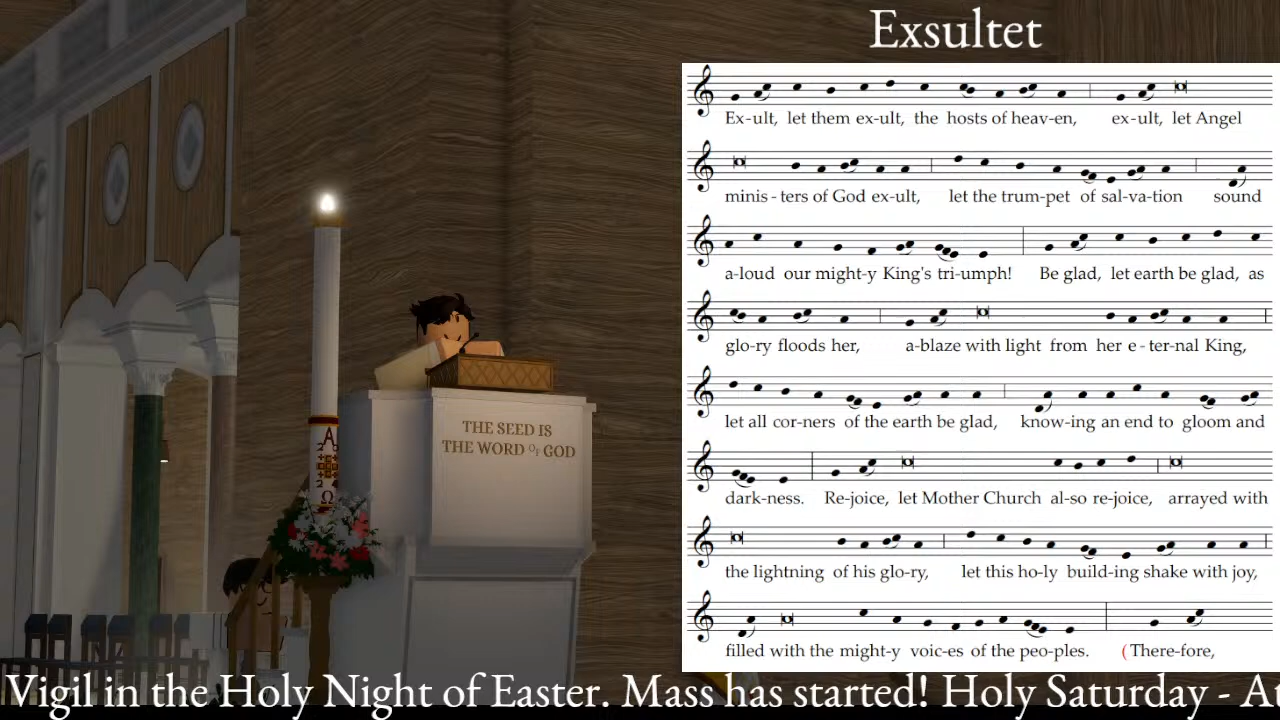 Exsultet
Ex-ult, let them ex-ult, the hosts of heav-en, ex-ult, let Angel
minis-ters of God ex-ult, let the trum-pet of sal-va-tion sound
a-loud our might-y King's tri-umph! Be glad, let earth be glad, as
glo-ry floods her, a-blaze with light from her e-ter-nal King,
let all cor-ners of the earth be glad, know-ing an end to gloom and
dark-ness. Re-joice, let Mother Church al-so re-joice, arrayed with
the lightning of his glo-ry, let this ho-ly build-ing shake with joy,
filled with the might-y voic-es of the peo-ples. (There-fore,
THE SEED IS
THE WORD OF GOD
Α
Ω
Vigil in the Holy Night of Easter. Mass has started! Holy Saturday - A